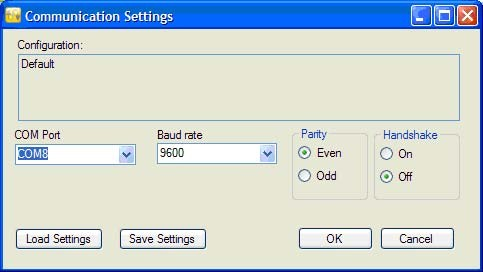 Communication Settings
Configuration:
Default
COM Port
Baud rate
Parity
Handshake
COM8
9600
Even
On
Odd
Off
Load Settings
Save Settings
OK
Cancel